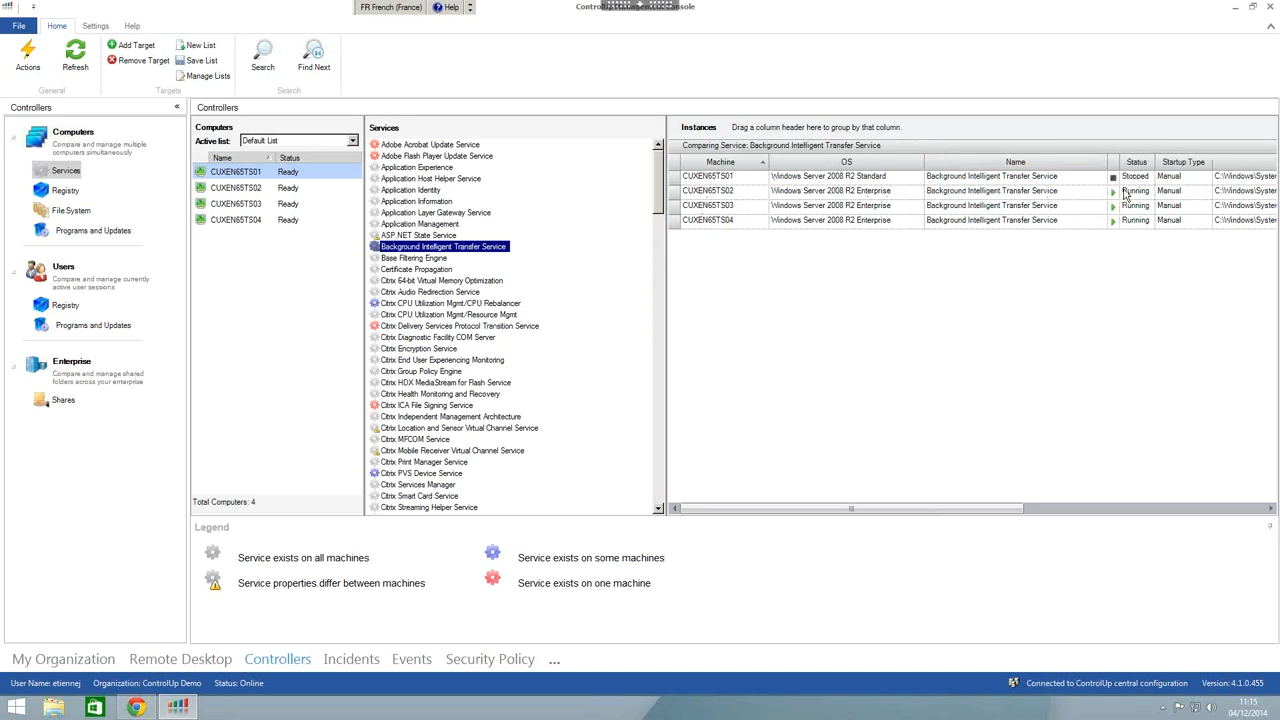 FR French (France) Help
ControlUp Console
File Home Settings Help
Actions Refresh
Add Target
Remove Target
New List
Save List
Manage Lists
Search Find Next
General Targets Search
Controllers
Computers
Compare and manage multiple
computers simultaneously
Services
Registry
File System
Programs and Updates
Users
Compare and manage currently
active user sessions
Registry
Programs and Updates
Enterprise
Compare and manage shared
folders across your enterprise
Shares
Controllers
Computers
Active list: Default List
Name Status
CUXEN65TS01 Ready
CUXEN65TS02 Ready
CUXEN65TS03 Ready
CUXEN65TS04 Ready
Total Computers: 4
Services
Adobe Acrobat Update Service
Adobe Flash Player Update Service
Application Experience
Application Host Helper Service
Application Identity
Application Information
Application Layer Gateway Service
Application Management
ASP.NET State Service
Background Intelligent Transfer Service
Base Filtering Engine
Certificate Propagation
Citrix 64-bit Virtual Memory Optimization
Citrix Audio Redirection Service
Citrix CPU Utilization Mgmt/CPU Rebalancer
Citrix CPU Utilization Mgmt/Resource Mgmt
Citrix Delivery Services Protocol Transition Service
Citrix Diagnostic Facility COM Server
Citrix Encryption Service
Citrix End User Experiencing Monitoring
Citrix Group Policy Engine
Citrix HDX MediaStream for Flash Service
Citrix Health Monitoring and Recovery
Citrix ICA File Signing Service
Citrix Independent Management Architecture
Citrix Location and Sensor Virtual Channel Service
Citrix MFCOM Service
Citrix Mobile Receiver Virtual Channel Service
Citrix Print Manager Service
Citrix PVS Device Service
Citrix Services Manager
Citrix Smart Card Service
Citrix Streaming Helper Service
Instances Drag a column header here to group by that column.
Comparing Service: Background Intelligent Transfer Service
Machine OS Name Status Startup Type
CUXEN65TS01 Windows Server 2008 R2 Standard Background Intelligent Transfer Service Stopped Manual C:\Windows\System
CUXEN65TS02 Windows Server 2008 R2 Enterprise Background Intelligent Transfer Service Running Manual C:\Windows\System
CUXEN65TS03 Windows Server 2008 R2 Enterprise Background Intelligent Transfer Service Running Manual C:\Windows\System
CUXEN65TS04 Windows Server 2008 R2 Enterprise Background Intelligent Transfer Service Running Manual C:\Windows\System
Legend
Service exists on all machines
Service exists on some machines
Service properties differ between machines
Service exists on one machine
My Organization Remote Desktop Controllers Incidents Events Security Policy ...
User Name: etiennej Organization: ControlUp Demo Status: Online Connected to ControlUp central configuration Version: 4.1.0.455
11:15
04/12/2014